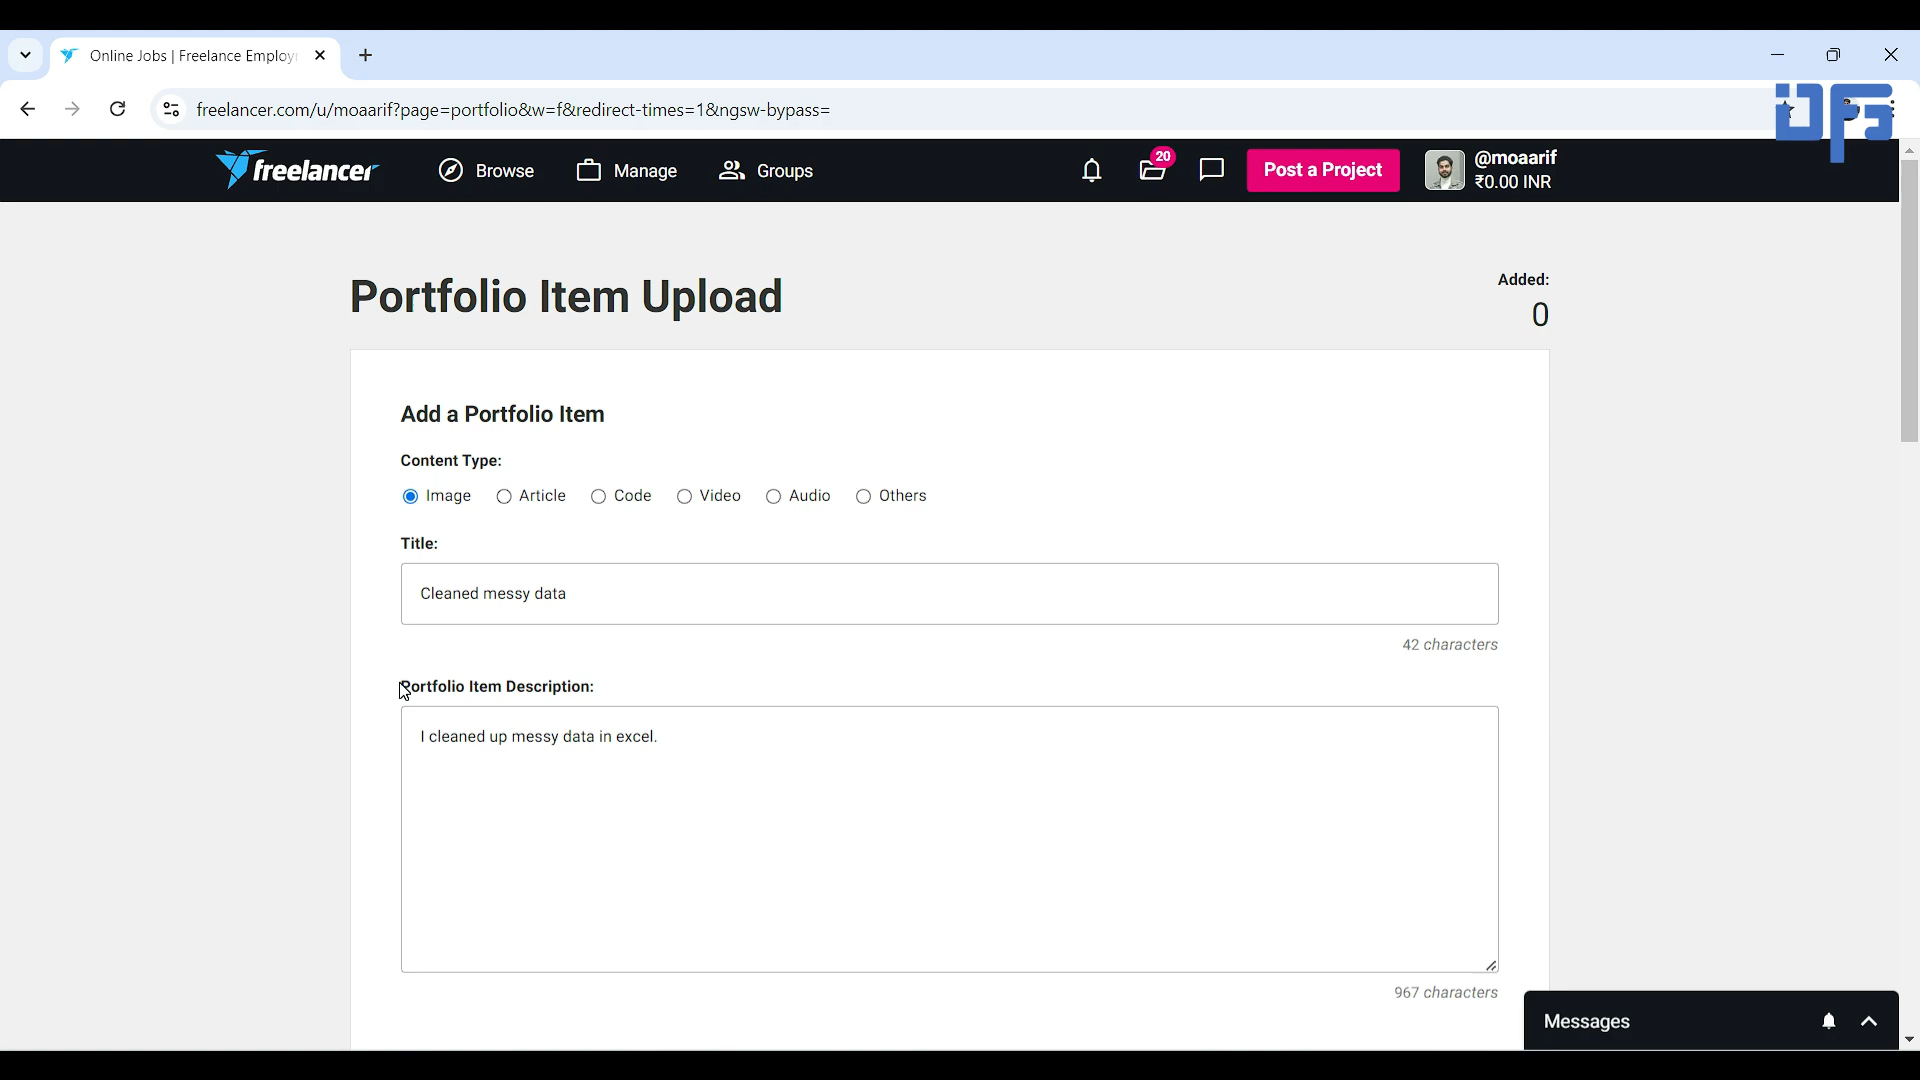 Online Jobs | Freelance Employ
freelancer.com/u/moaarif?page=portfolio&w=f&redirect-times=1&ngsw-bypass=
freelancer
Browse
Manage
Groups
20
Post a Project
@moaarif
₹0.00 INR
Portfolio Item Upload
Added:
0
Add a Portfolio Item
Content Type:
Image
Article
Code
Video
Audio
Others
Title:
Cleaned messy data
42 characters
Portfolio Item Description:
I cleaned up messy data in excel.
967 characters
Messages